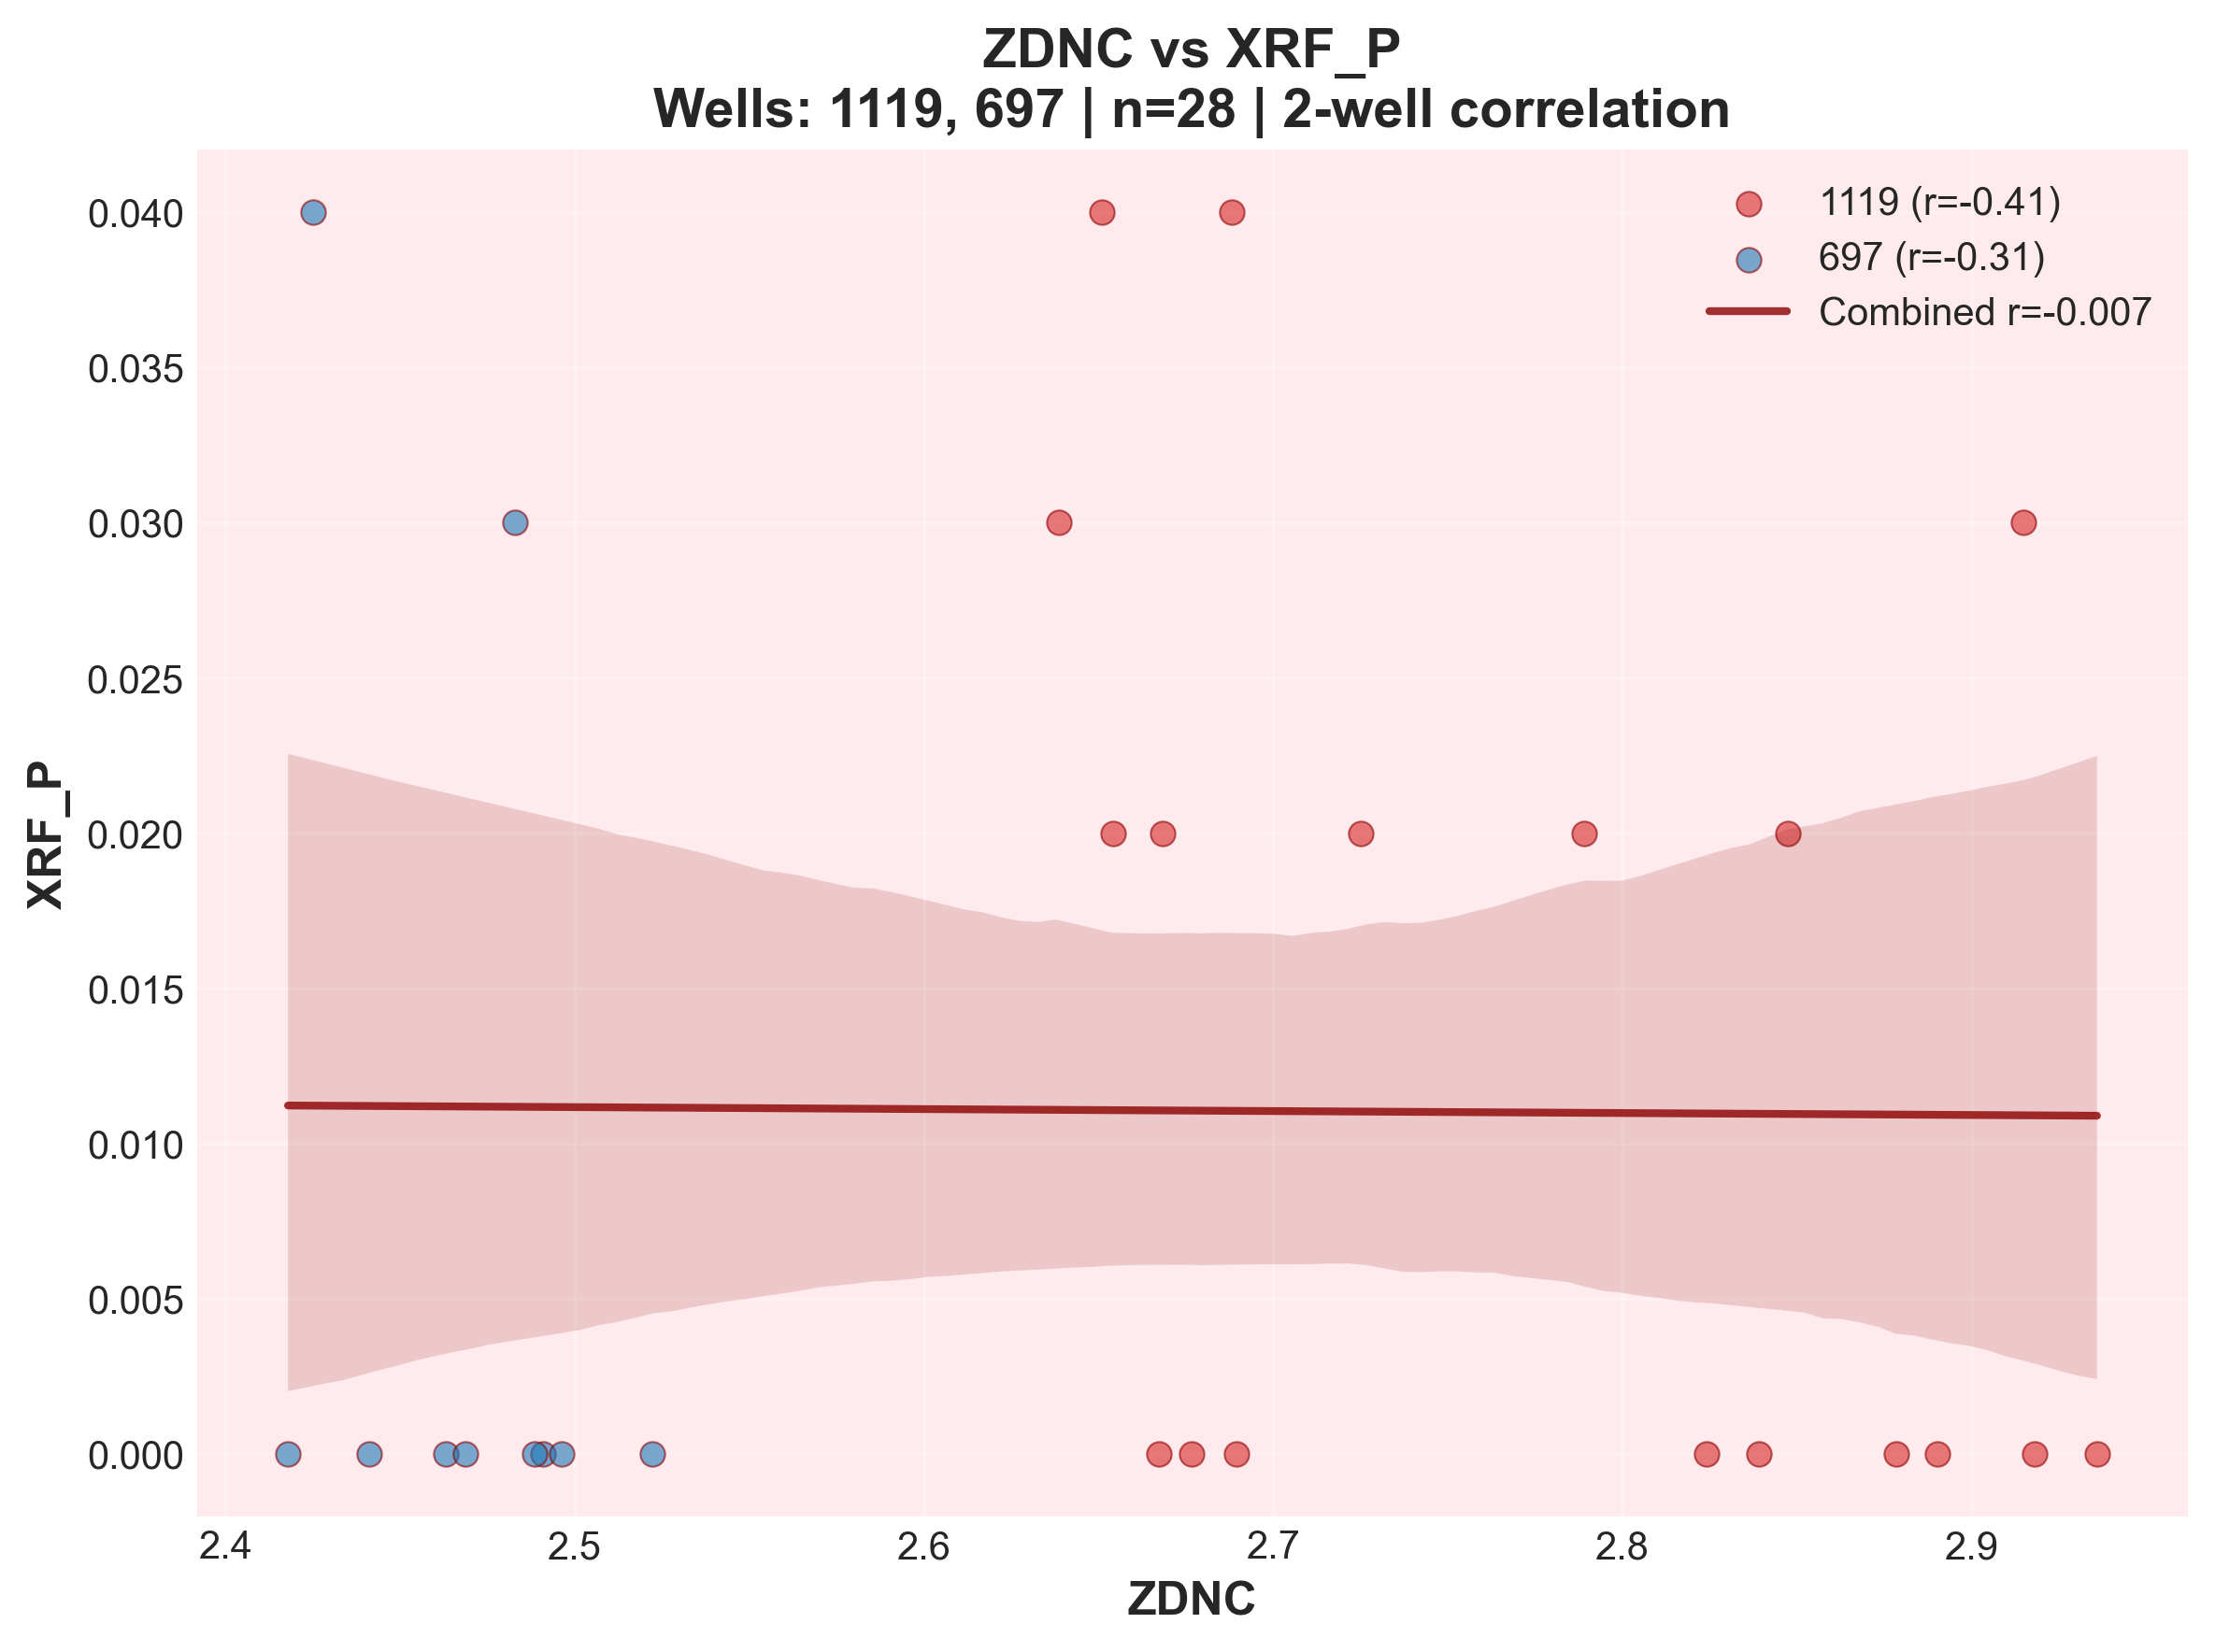 ZDNC vs XRF_P
Wells: 1119, 697 | n=28 | 2-well correlation
1119 (r=-0.41)
697 (r=-0.31)
Combined r=-0.007
XRF_P
0.040
0.035
0.030
0.025
0.020
0.015
0.010
0.005
0.000
2.4 2.5 2.6 2.7 2.8 2.9
ZDNC